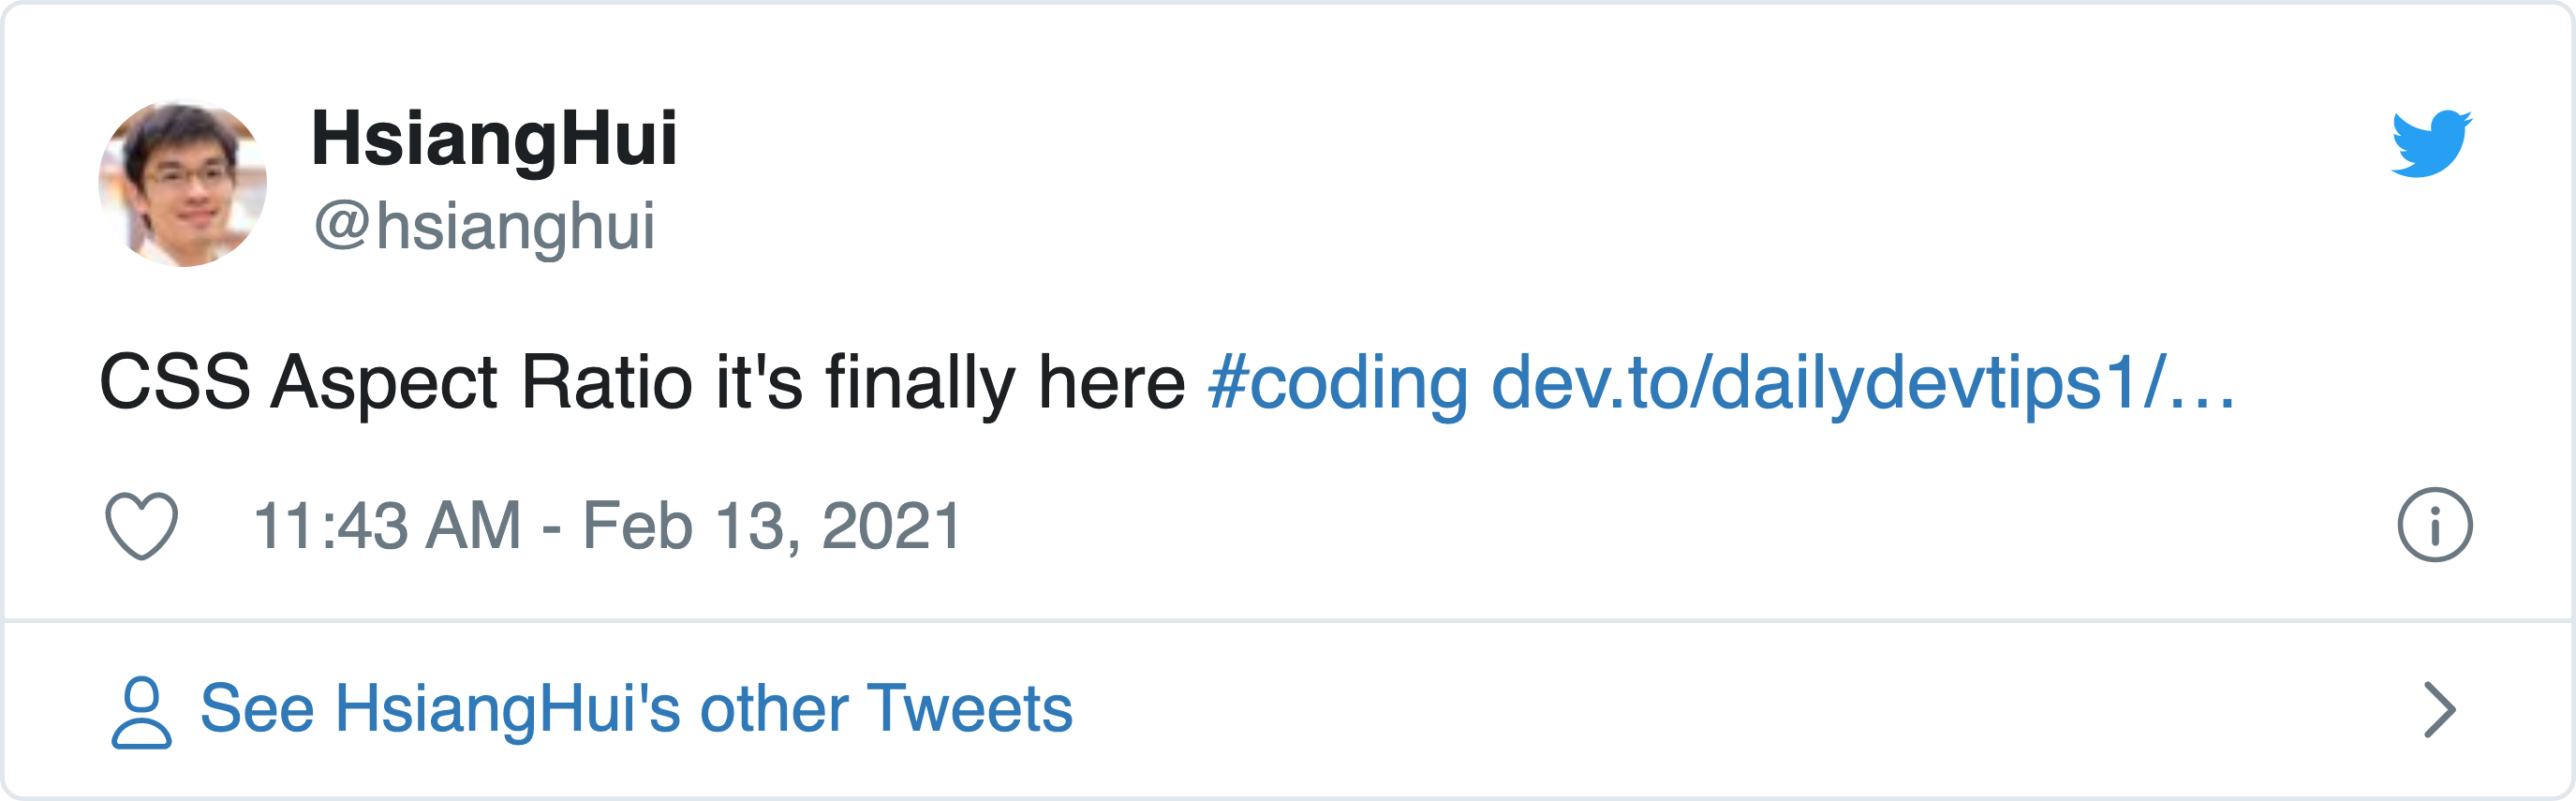 HsiangHui
@hsianghui
CSS Aspect Ratio it's finally here #coding dev.to/dailydevtips1/…
11:43 AM - Feb 13, 2021
See HsiangHui's other Tweets